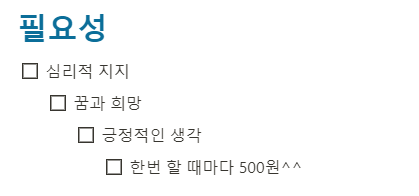 필요성
심리적 지지
꿈과 희망
긍정적인 생각
한번 할 때마다 500원^^